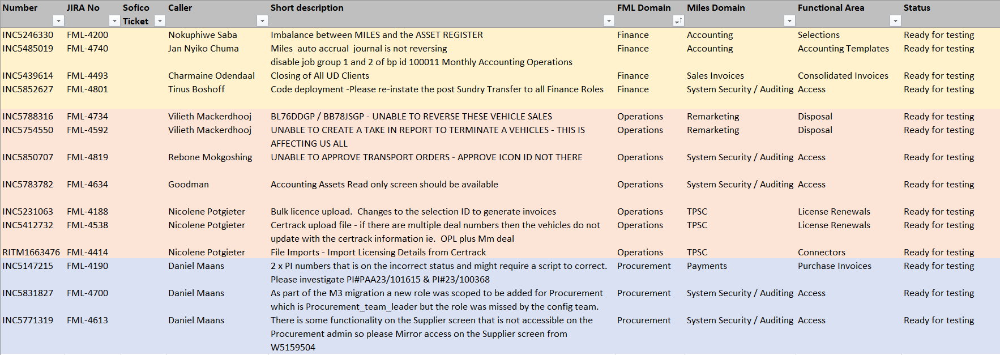 Number JIRA No Sofico Ticket Caller Short description FML Domain Miles Domain Functional Area Status
INC5246330 FML-4200 Nokuphiwe Saba Imbalance between MILES and the ASSET REGISTER Finance Accounting Selections Ready for testing
INC5485019 FML-4740 Jan Nyiko Chuma Miles  auto accrual  journal is not reversing Finance Accounting Accounting Templates Ready for testing
disable job group 1 and 2 of bp id 100011 Monthly Accounting Operations
INC5439614 FML-4493 Charmaine Odendaal Closing of All UD Clients Finance Sales Invoices Consolidated Invoices Ready for testing
INC5852627 FML-4801 Tinus Boshoff Code deployment -Please re-instate the post Sundry Transfer to all Finance Roles Finance System Security / Auditing Access Ready for testing
INC5788316 FML-4734 Vilieth Mackerdhooj BL76DDGP / BB78JSGP - UNABLE TO REVERSE THESE VEHICLE SALES Operations Remarketing Disposal Ready for testing
INC5754550 FML-4592 Vilieth Mackerdhooj UNABLE TO CREATE A TAKE IN REPORT TO TERMINATE A VEHICLES - THIS IS Operations Remarketing Disposal Ready for testing
AFFECTING US ALL
INC5850707 FML-4819 Rebone Mokgoshing UNABLE TO APPROVE TRANSPORT ORDERS - APPROVE ICON ID NOT THERE Operations System Security / Auditing Access Ready for testing
INC5783782 FML-4634 Goodman Accounting Assets Read only screen should be available Operations System Security / Auditing Access Ready for testing
INC5231063 FML-4188 Nicolene Potgieter Bulk licence upload.  Changes to the selection ID to generate invoices Operations TPSC License Renewals Ready for testing
INC5412732 FML-4538 Nicolene Potgieter Certrack upload file - if there are multiple deal numbers then the vehicles do not Operations TPSC License Renewals Ready for testing
update with the certrack information ie.  OPL plus Mm deal
RITM1663476 FML-4414 Nicolene Potgieter File Imports - Import Licensing Details from Certrack Operations TPSC Connectors Ready for testing
INC5147215 FML-4190 Daniel Maans 2 x PI numbers that is on the incorrect status and might require a script to correct. Procurement Payments Purchase Invoices Ready for testing
Please investigate PI#PAA23/101615 & PI#23/100368
INC5831827 FML-4700 Daniel Maans As part of the M3 migration a new role was scoped to be added for Procurement Procurement System Security / Auditing Access Ready for testing
which is Procurement_team_leader but the role was missed by the config team.
INC5771319 FML-4613 Daniel Maans There is some functionality on the Supplier screen that is not accessible on the Procurement System Security / Auditing Access Ready for testing
Procurement admin so please Mirror access on the Supplier screen from
W5159504